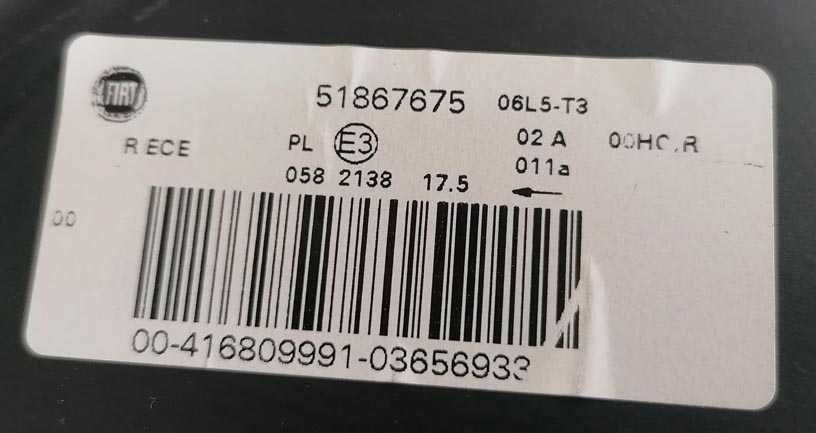 FIAT
51867675 06L5-T3
R ECE PL E3 02 A 00HC.R
011a
058 2138 17.5 ←
00
00-416809991-03656933